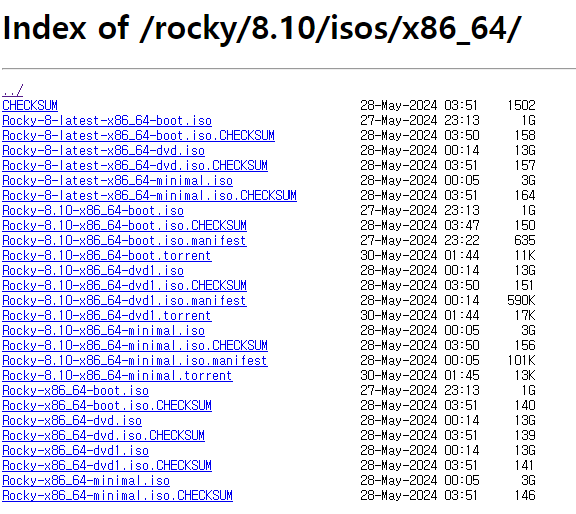 Index of /rocky/8.10/isos/x86_64/
../
CHECKSUM 28-May-2024 03:51 1502
Rocky-8-latest-x86_64-boot.iso 27-May-2024 23:13 1G
Rocky-8-latest-x86_64-boot.iso.CHECKSUM 28-May-2024 03:50 158
Rocky-8-latest-x86_64-dvd.iso 28-May-2024 00:14 13G
Rocky-8-latest-x86_64-dvd.iso.CHECKSUM 28-May-2024 03:51 157
Rocky-8-latest-x86_64-minimal.iso 28-May-2024 00:05 3G
Rocky-8-latest-x86_64-minimal.iso.CHECKSUM 28-May-2024 03:51 164
Rocky-8.10-x86_64-boot.iso 27-May-2024 23:13 1G
Rocky-8.10-x86_64-boot.iso.CHECKSUM 28-May-2024 03:47 150
Rocky-8.10-x86_64-boot.iso.manifest 27-May-2024 23:22 635
Rocky-8.10-x86_64-boot.torrent 30-May-2024 01:44 11K
Rocky-8.10-x86_64-dvd1.iso 28-May-2024 00:14 13G
Rocky-8.10-x86_64-dvd1.iso.CHECKSUM 28-May-2024 03:50 151
Rocky-8.10-x86_64-dvd1.iso.manifest 28-May-2024 00:14 590K
Rocky-8.10-x86_64-dvd1.torrent 30-May-2024 01:44 17K
Rocky-8.10-x86_64-minimal.iso 28-May-2024 00:05 3G
Rocky-8.10-x86_64-minimal.iso.CHECKSUM 28-May-2024 03:50 156
Rocky-8.10-x86_64-minimal.iso.manifest 28-May-2024 00:05 101K
Rocky-8.10-x86_64-minimal.torrent 30-May-2024 01:45 13K
Rocky-x86_64-boot.iso 27-May-2024 23:13 1G
Rocky-x86_64-boot.iso.CHECKSUM 28-May-2024 03:51 140
Rocky-x86_64-dvd.iso 28-May-2024 00:14 13G
Rocky-x86_64-dvd.iso.CHECKSUM 28-May-2024 03:51 139
Rocky-x86_64-dvd1.iso 28-May-2024 00:14 13G
Rocky-x86_64-dvd1.iso.CHECKSUM 28-May-2024 03:51 141
Rocky-x86_64-minimal.iso 28-May-2024 00:05 3G
Rocky-x86_64-minimal.iso.CHECKSUM 28-May-2024 03:51 146